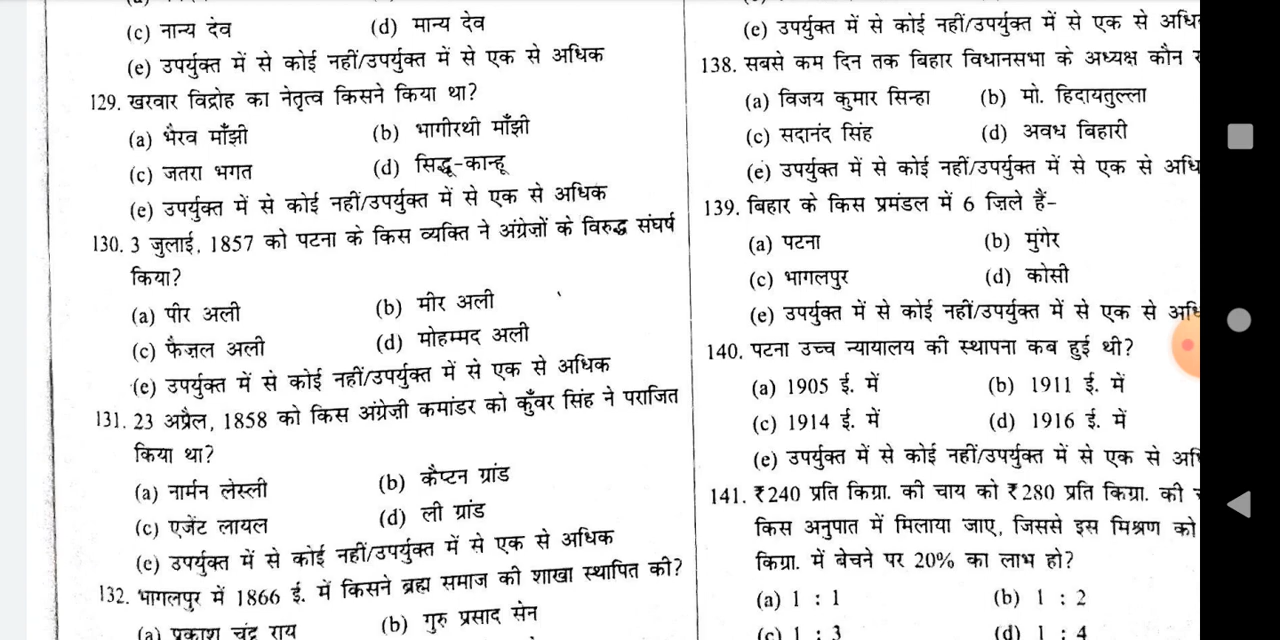 (c) नान्य देव (d) मान्य देव
(e) उपर्युक्त में से कोई नहीं/उपर्युक्त में से एक से अधिक
129. खरवार विद्रोह का नेतृत्व किसने किया था?
(a) भैरव माँझी (b) भागीरथी माँझी
(c) जतरा भगत (d) सिद्धू-कान्हू
(e) उपर्युक्त में से कोई नहीं/उपर्युक्त में से एक से अधिक
130. 3 जुलाई, 1857 को पटना के किस व्यक्ति ने अंग्रेज़ों के विरुद्ध संघर्ष
किया?
(a) पीर अली (b) मीर अली
(c) फैज़ल अली (d) मोहम्मद अली
(e) उपर्युक्त में से कोई नहीं/उपर्युक्त में से एक से अधिक
131. 23 अप्रैल, 1858 को किस अंग्रेज़ी कमांडर को कुँवर सिंह ने पराजित
किया था?
(a) नार्मन लेस्ली (b) कैप्टन ग्रांड
(c) एजेंट लायल (d) ली ग्रांड
(e) उपर्युक्त में से कोई नहीं/उपर्युक्त में से एक से अधिक
132. भागलपुर में 1866 ई. में किसने ब्रह्म समाज की शाखा स्थापित की?
(a) प्रकाश चंद्र राय (b) गुरु प्रसाद सेन
(e) उपर्युक्त में से कोई नहीं/उपर्युक्त में से एक से
138. सबसे कम दिन तक बिहार विधानसभा के अध्यक्ष कौन
(a) विजय कुमार सिन्हा (b) मो. हिदायतुल्ला
(c) सदानंद सिंह (d) अवध बिहारी
(e) उपर्युक्त में से कोई नहीं/उपर्युक्त में से एक से
139. बिहार के किस प्रमंडल में 6 ज़िले हैं-
(a) पटना (b) मुंगेर
(c) भागलपुर (d) कोसी
(e) उपर्युक्त में से कोई नहीं/उपर्युक्त में से एक से
140. पटना उच्च न्यायालय की स्थापना कब हुई थी?
(a) 1905 ई. में (b) 1911 ई. में
(c) 1914 ई. में (d) 1916 ई. में
(e) उपर्युक्त में से कोई नहीं/उपर्युक्त में से एक से
141. ₹240 प्रति किग्रा. की चाय को ₹280 प्रति किग्रा. की
किस अनुपात में मिलाया जाए, जिससे इस मिश्रण को
किग्रा. में बेचने पर 20% का लाभ हो?
(a) 1 : 1 (b) 1 : 2
(c) 1 : 3 (d) 1 : 4